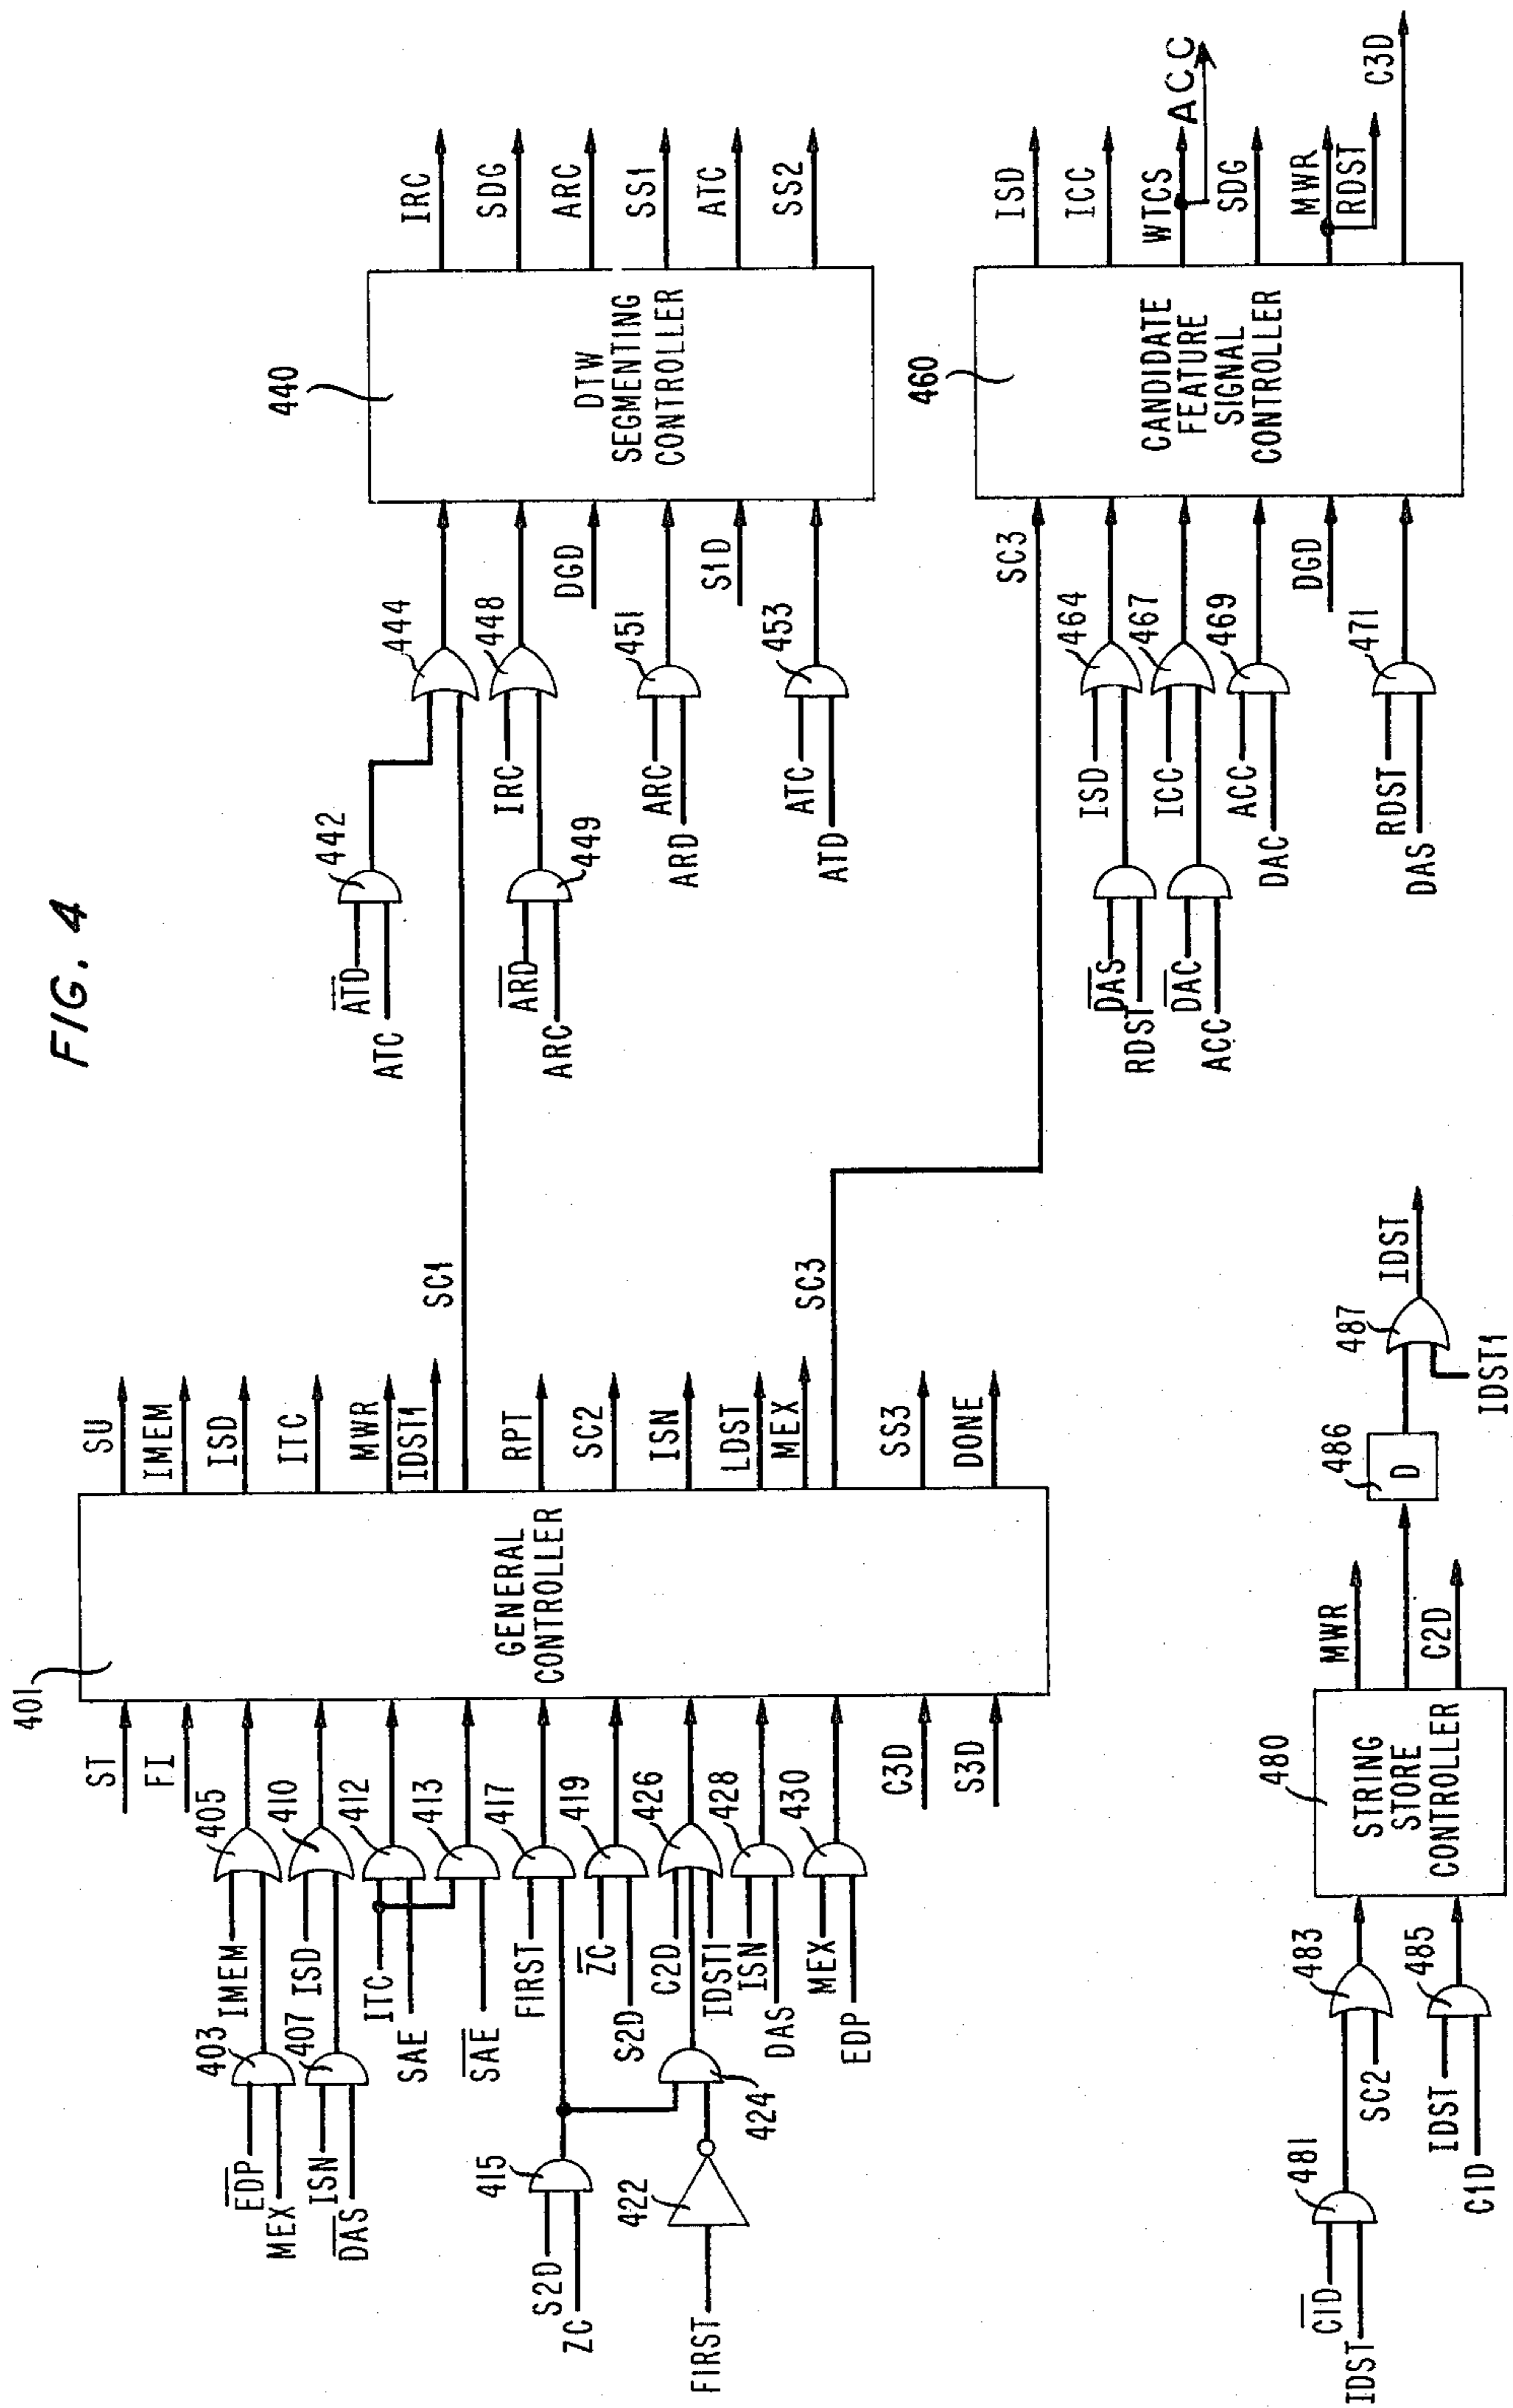 FIG. 4
401
ST
FI
IMEM
405
403
EDP
MEX
ISD
410
407
ISN
DAS
ITC
412
SAE
413
SAE
FIRST
417
415
S2D
ZC
ZC
419
S2D
C2D
426
IDST1
424
422
FIRST
ISN
428
DAS
MEX
430
EDP
C3D
S3D
GENERAL
CONTROLLER
SU
IMEM
ISD
ITC
MWR
IDST1
SC1
RPT
SC2
ISN
LDST
MEX
SC3
SS3
DONE
442
ATD
ATC
444
448
IRC
449
ARD
ARC
DGD
451
ARC
ARD
S1D
453
ATC
ATD
440
DTW
SEGMENTING
CONTROLLER
IRC
SDG
ARC
SS1
ATC
SS2
SC3
464
ISD
DAS
RDST
467
ICC
DAC
ACC
469
ACC
DAC
DGD
471
RDST
DAS
460
CANDIDATE
FEATURE
SIGNAL
CONTROLLER
ISD
ICC
WTCS
ACC
SDG
MWR
RDST
C3D
481
C1D
IDST
483
SC2
485
IDST
C1D
480
STRING
STORE
CONTROLLER
MWR
C2D
486
D
487
IDST1
IDST